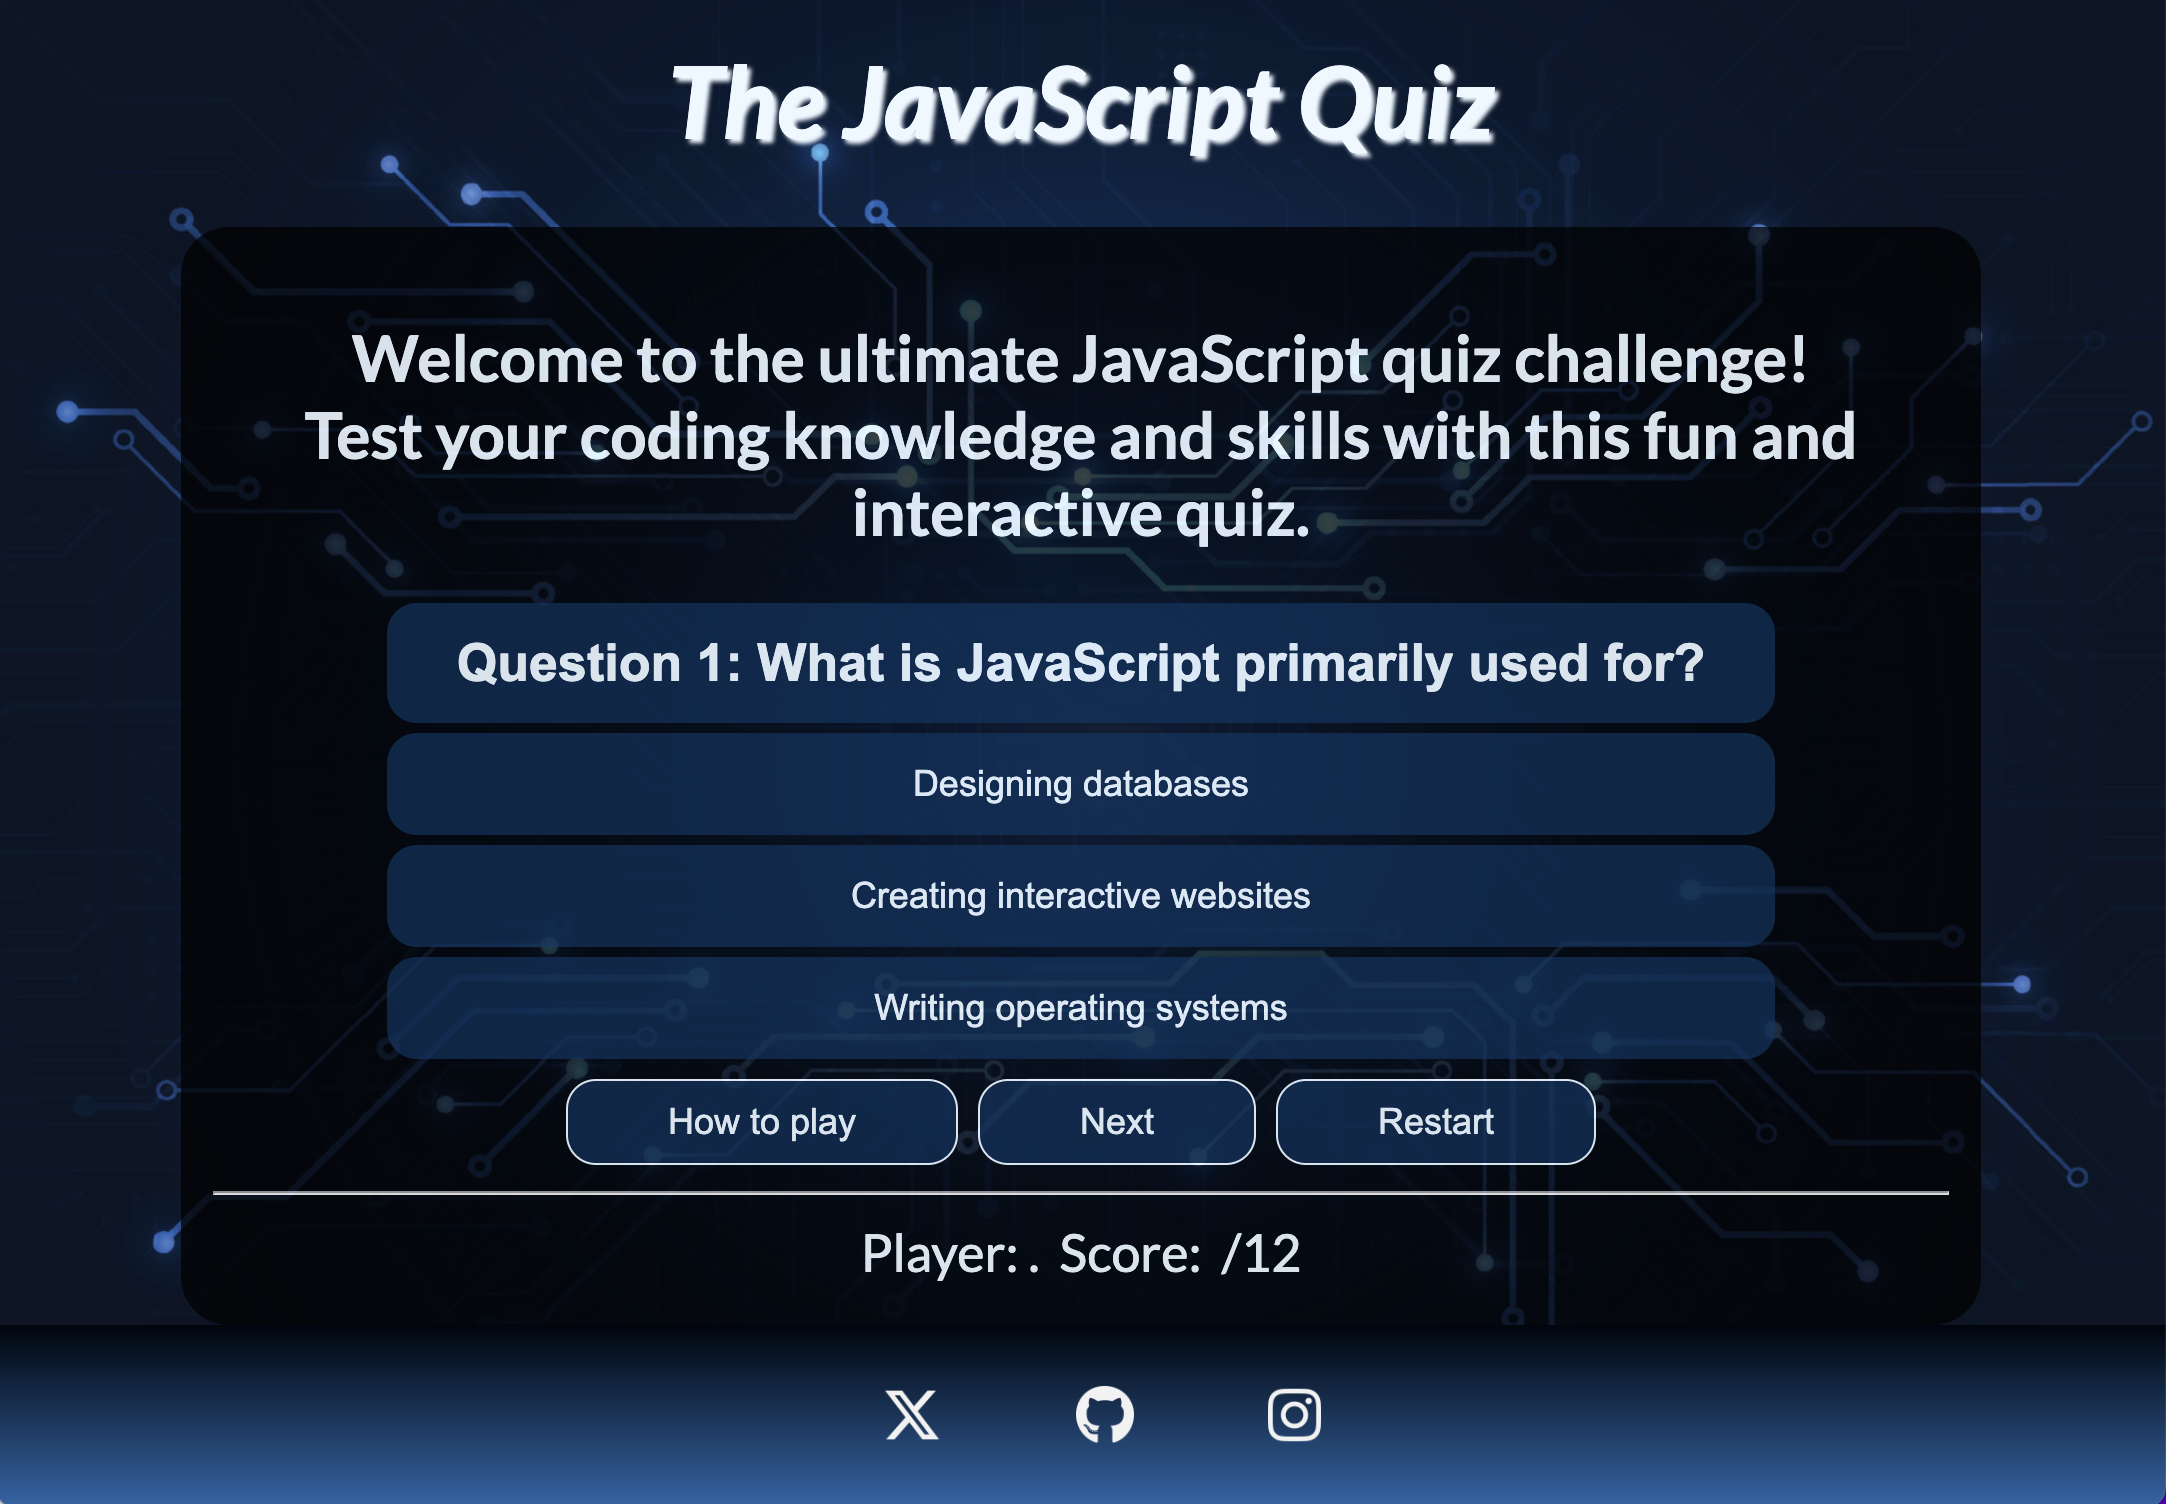 The JavaScript Quiz
Welcome to the ultimate JavaScript quiz challenge!
Test your coding knowledge and skills with this fun and
interactive quiz.
Question 1: What is JavaScript primarily used for?
Designing databases
Creating interactive websites
Writing operating systems
How to play
Next
Restart
Player: . Score: /12